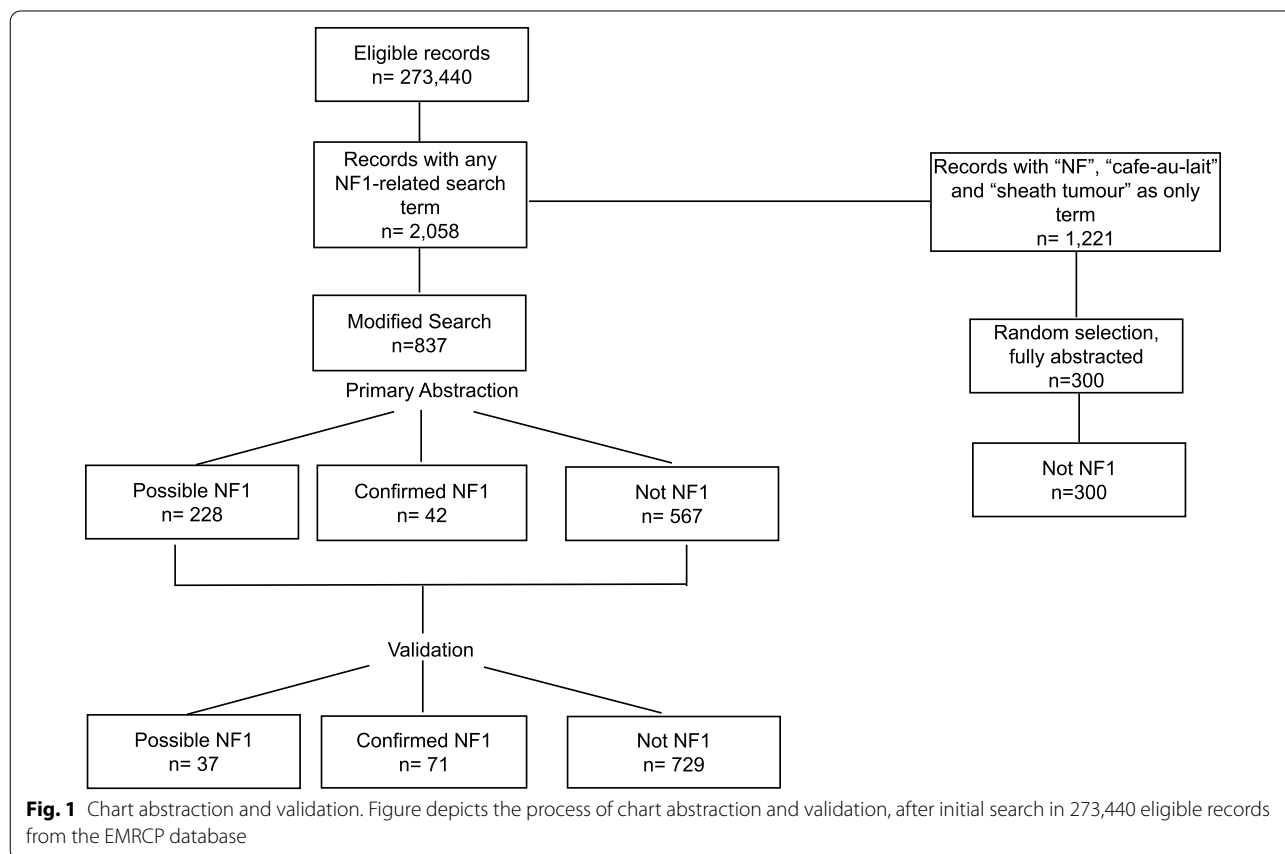 Eligible records
n= 273,440
Records with any
NF1-related search
term
n= 2,058
Records with “NF”, “cafe-au-lait”
and “sheath tumour” as only
term
n= 1,221
Modified Search
n=837
Random selection,
fully abstracted
n=300
Primary Abstraction
Possible NF1
n= 228
Confirmed NF1
n= 42
Not NF1
n= 567
Not NF1
n=300
Validation
Possible NF1
n= 37
Confirmed NF1
n= 71
Not NF1
n= 729
Fig. 1 Chart abstraction and validation. Figure depicts the process of chart abstraction and validation, after initial search in 273,440 eligible records
from the EMRCP database